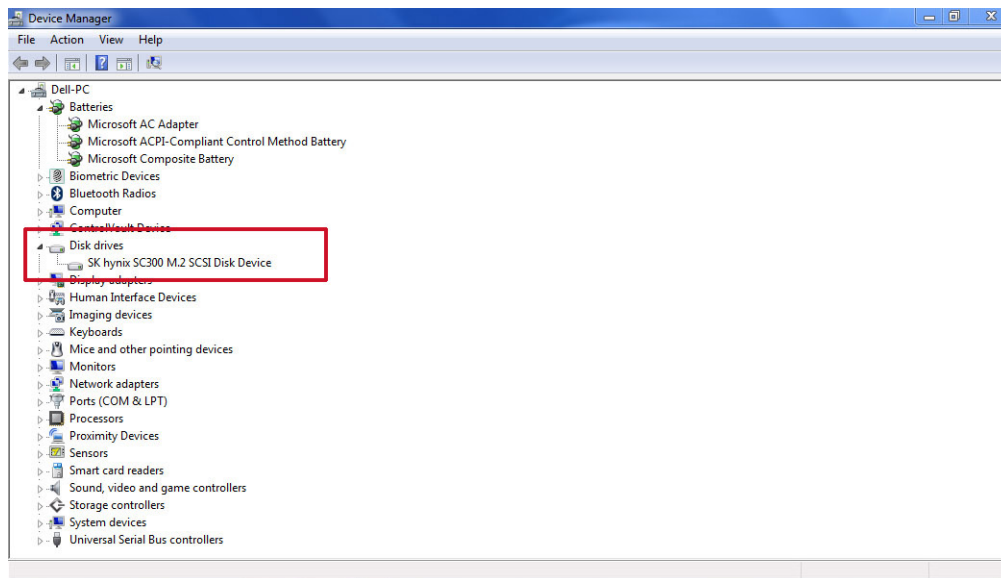 Device Manager
File Action View Help
Dell-PC
Batteries
Microsoft AC Adapter
Microsoft ACPI-Compliant Control Method Battery
Microsoft Composite Battery
Biometric Devices
Bluetooth Radios
Computer
ControlVault Device
Disk drives
SK hynix SC300 M.2 SCSI Disk Device
Display adapters
Human Interface Devices
Imaging devices
Keyboards
Mice and other pointing devices
Monitors
Network adapters
Ports (COM & LPT)
Processors
Proximity Devices
Sensors
Smart card readers
Sound, video and game controllers
Storage controllers
System devices
Universal Serial Bus controllers